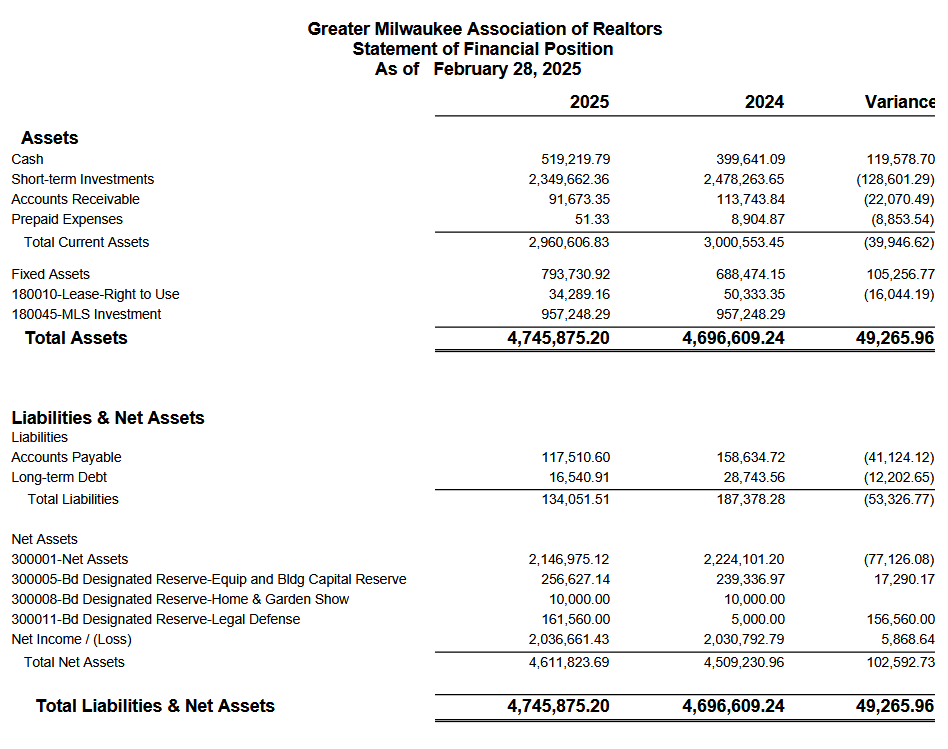 Greater Milwaukee Association of Realtors
Statement of Financial Position
As of February 28, 2025
2025 2024 Variance
Assets
Cash 519,219.79 399,641.09 119,578.70
Short-term Investments 2,349,662.36 2,478,263.65 (128,601.29)
Accounts Receivable 91,673.35 113,743.84 (22,070.49)
Prepaid Expenses 51.33 8,904.87 (8,853.54)
Total Current Assets 2,960,606.83 3,000,553.45 (39,946.62)
Fixed Assets 793,730.92 688,474.15 105,256.77
180010-Lease-Right to Use 34,289.16 50,333.35 (16,044.19)
180045-MLS Investment 957,248.29 957,248.29
Total Assets 4,745,875.20 4,696,609.24 49,265.96
Liabilities & Net Assets
Liabilities
Accounts Payable 117,510.60 158,634.72 (41,124.12)
Long-term Debt 16,540.91 28,743.56 (12,202.65)
Total Liabilities 134,051.51 187,378.28 (53,326.77)
Net Assets
300001-Net Assets 2,146,975.12 2,224,101.20 (77,126.08)
300005-Bd Designated Reserve-Equip and Bldg Capital Reserve 256,627.14 239,336.97 17,290.17
300008-Bd Designated Reserve-Home & Garden Show 10,000.00 10,000.00
300011-Bd Designated Reserve-Legal Defense 161,560.00 5,000.00 156,560.00
Net Income / (Loss) 2,036,661.43 2,030,792.79 5,868.64
Total Net Assets 4,611,823.69 4,509,230.96 102,592.73
Total Liabilities & Net Assets 4,745,875.20 4,696,609.24 49,265.96